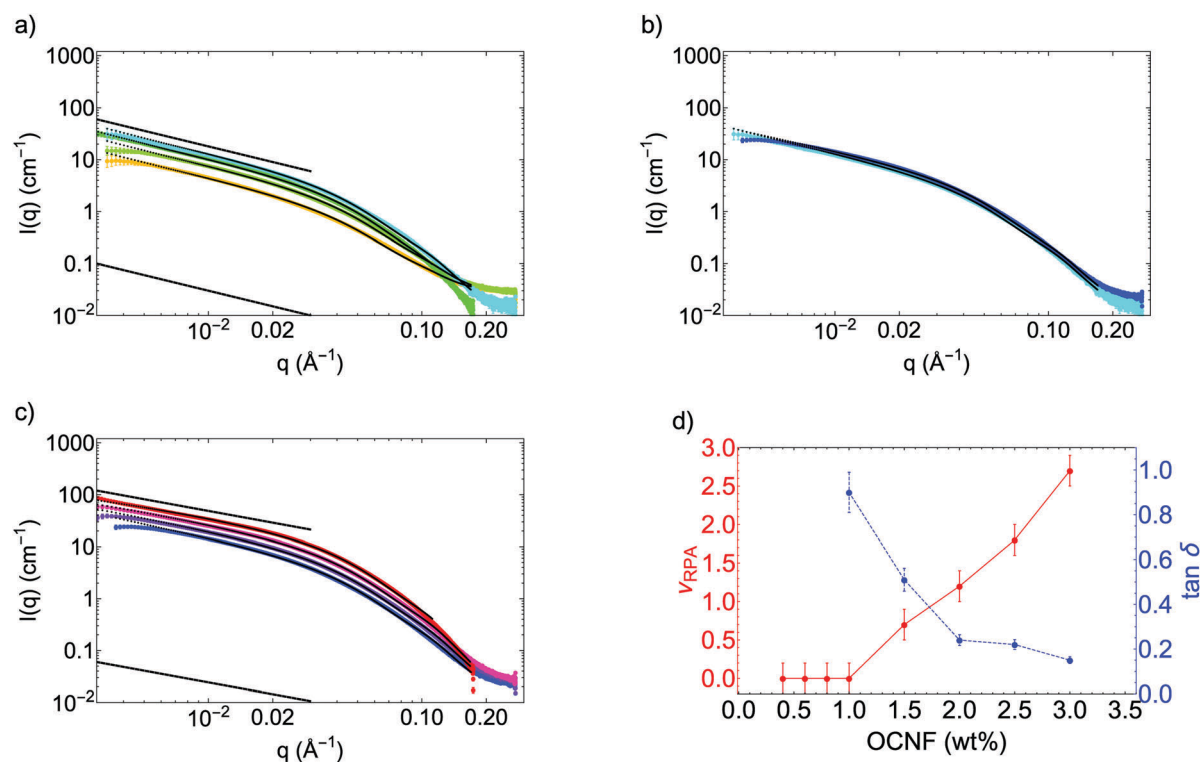 a)
1000
100
10
1
0.1
10⁻²
I(q) (cm⁻¹)
10⁻² 0.02 0.10 0.20
q (Å⁻¹)
b)
1000
100
10
1
0.1
10⁻²
I(q) (cm⁻¹)
10⁻² 0.02 0.10 0.20
q (Å⁻¹)
c)
1000
100
10
1
0.1
10⁻²
I(q) (cm⁻¹)
10⁻² 0.02 0.10 0.20
q (Å⁻¹)
d)
3.0
2.5
2.0
1.5
1.0
0.5
0.0
νRPA
1.0
0.8
0.6
0.4
0.2
0.0
tan δ
0.0 0.5 1.0 1.5 2.0 2.5 3.0 3.5
OCNF (wt%)